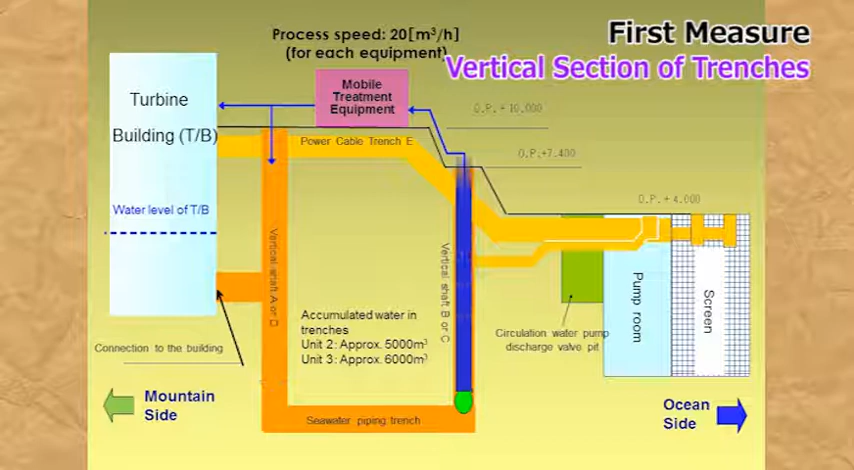 First Measure
Vertical Section of Trenches
Process speed: 20[m³/h]
(for each equipment)
Mobile
Treatment
Equipment
Turbine
Building (T/B)
Water level of T/B
Power Cable Trench E
O.P.+10.000
O.P.+7.400
O.P.+4.000
Vertical shaft A or D
Vertical shaft B or C
Accumulated water in
trenches
Unit 2: Approx. 5000m³
Unit 3: Approx. 6000m³
Connection to the building
Circulation water pump
discharge valve pit
Pump room
Screen
Mountain
Side
Seawater piping trench
Ocean
Side